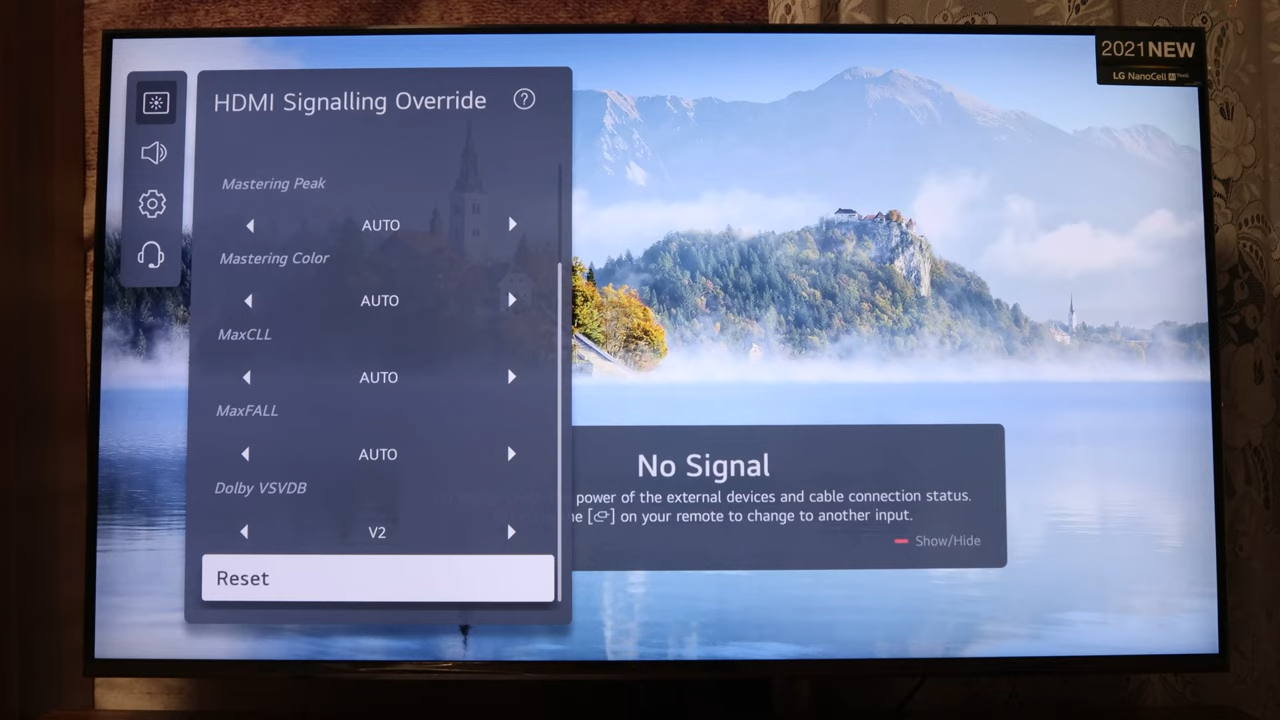 2021NEW
LG NanoCell AI ThinQ
HDMI Signalling Override
?
Mastering Peak
AUTO
Mastering Color
AUTO
MaxCLL
AUTO
MaxFALL
AUTO
Dolby VSVDB
V2
Reset
No Signal
power of the external devices and cable connection status.
e [ ] on your remote to change to another input.
Show/Hide